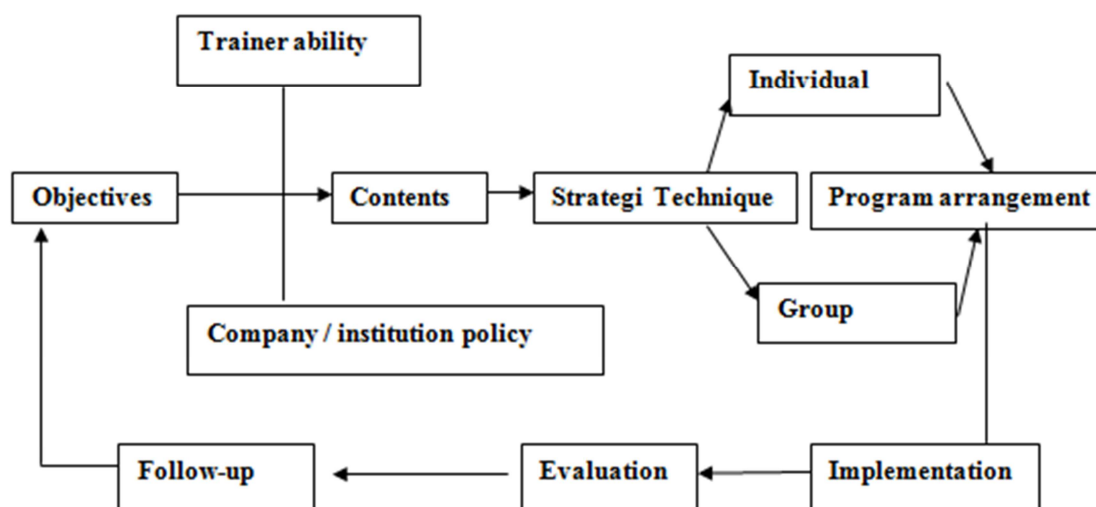 Trainer ability
Individual
Objectives
Contents
Strategi Technique
Program arrangement
Group
Company / institution policy
Follow-up
Evaluation
Implementation